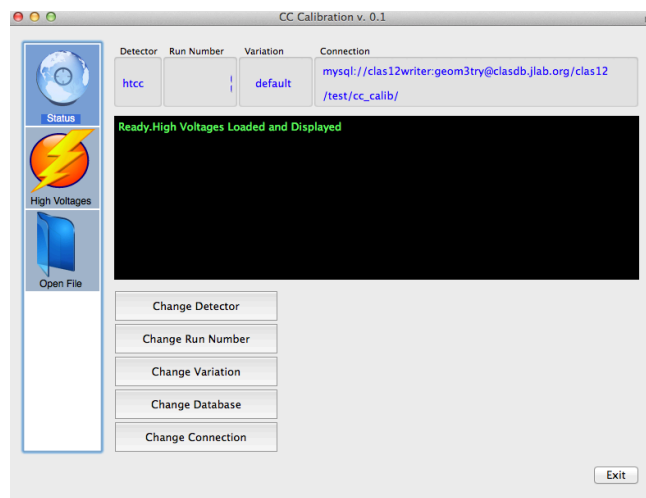 CC Calibration v. 0.1
Detector Run Number Variation Connection
htcc default mysql://clas12writer:geom3try@clasdb.jlab.org/clas12
/test/cc_calib/
Status
Ready.High Voltages Loaded and Displayed
High Voltages
Open File
Change Detector
Change Run Number
Change Variation
Change Database
Change Connection
Exit